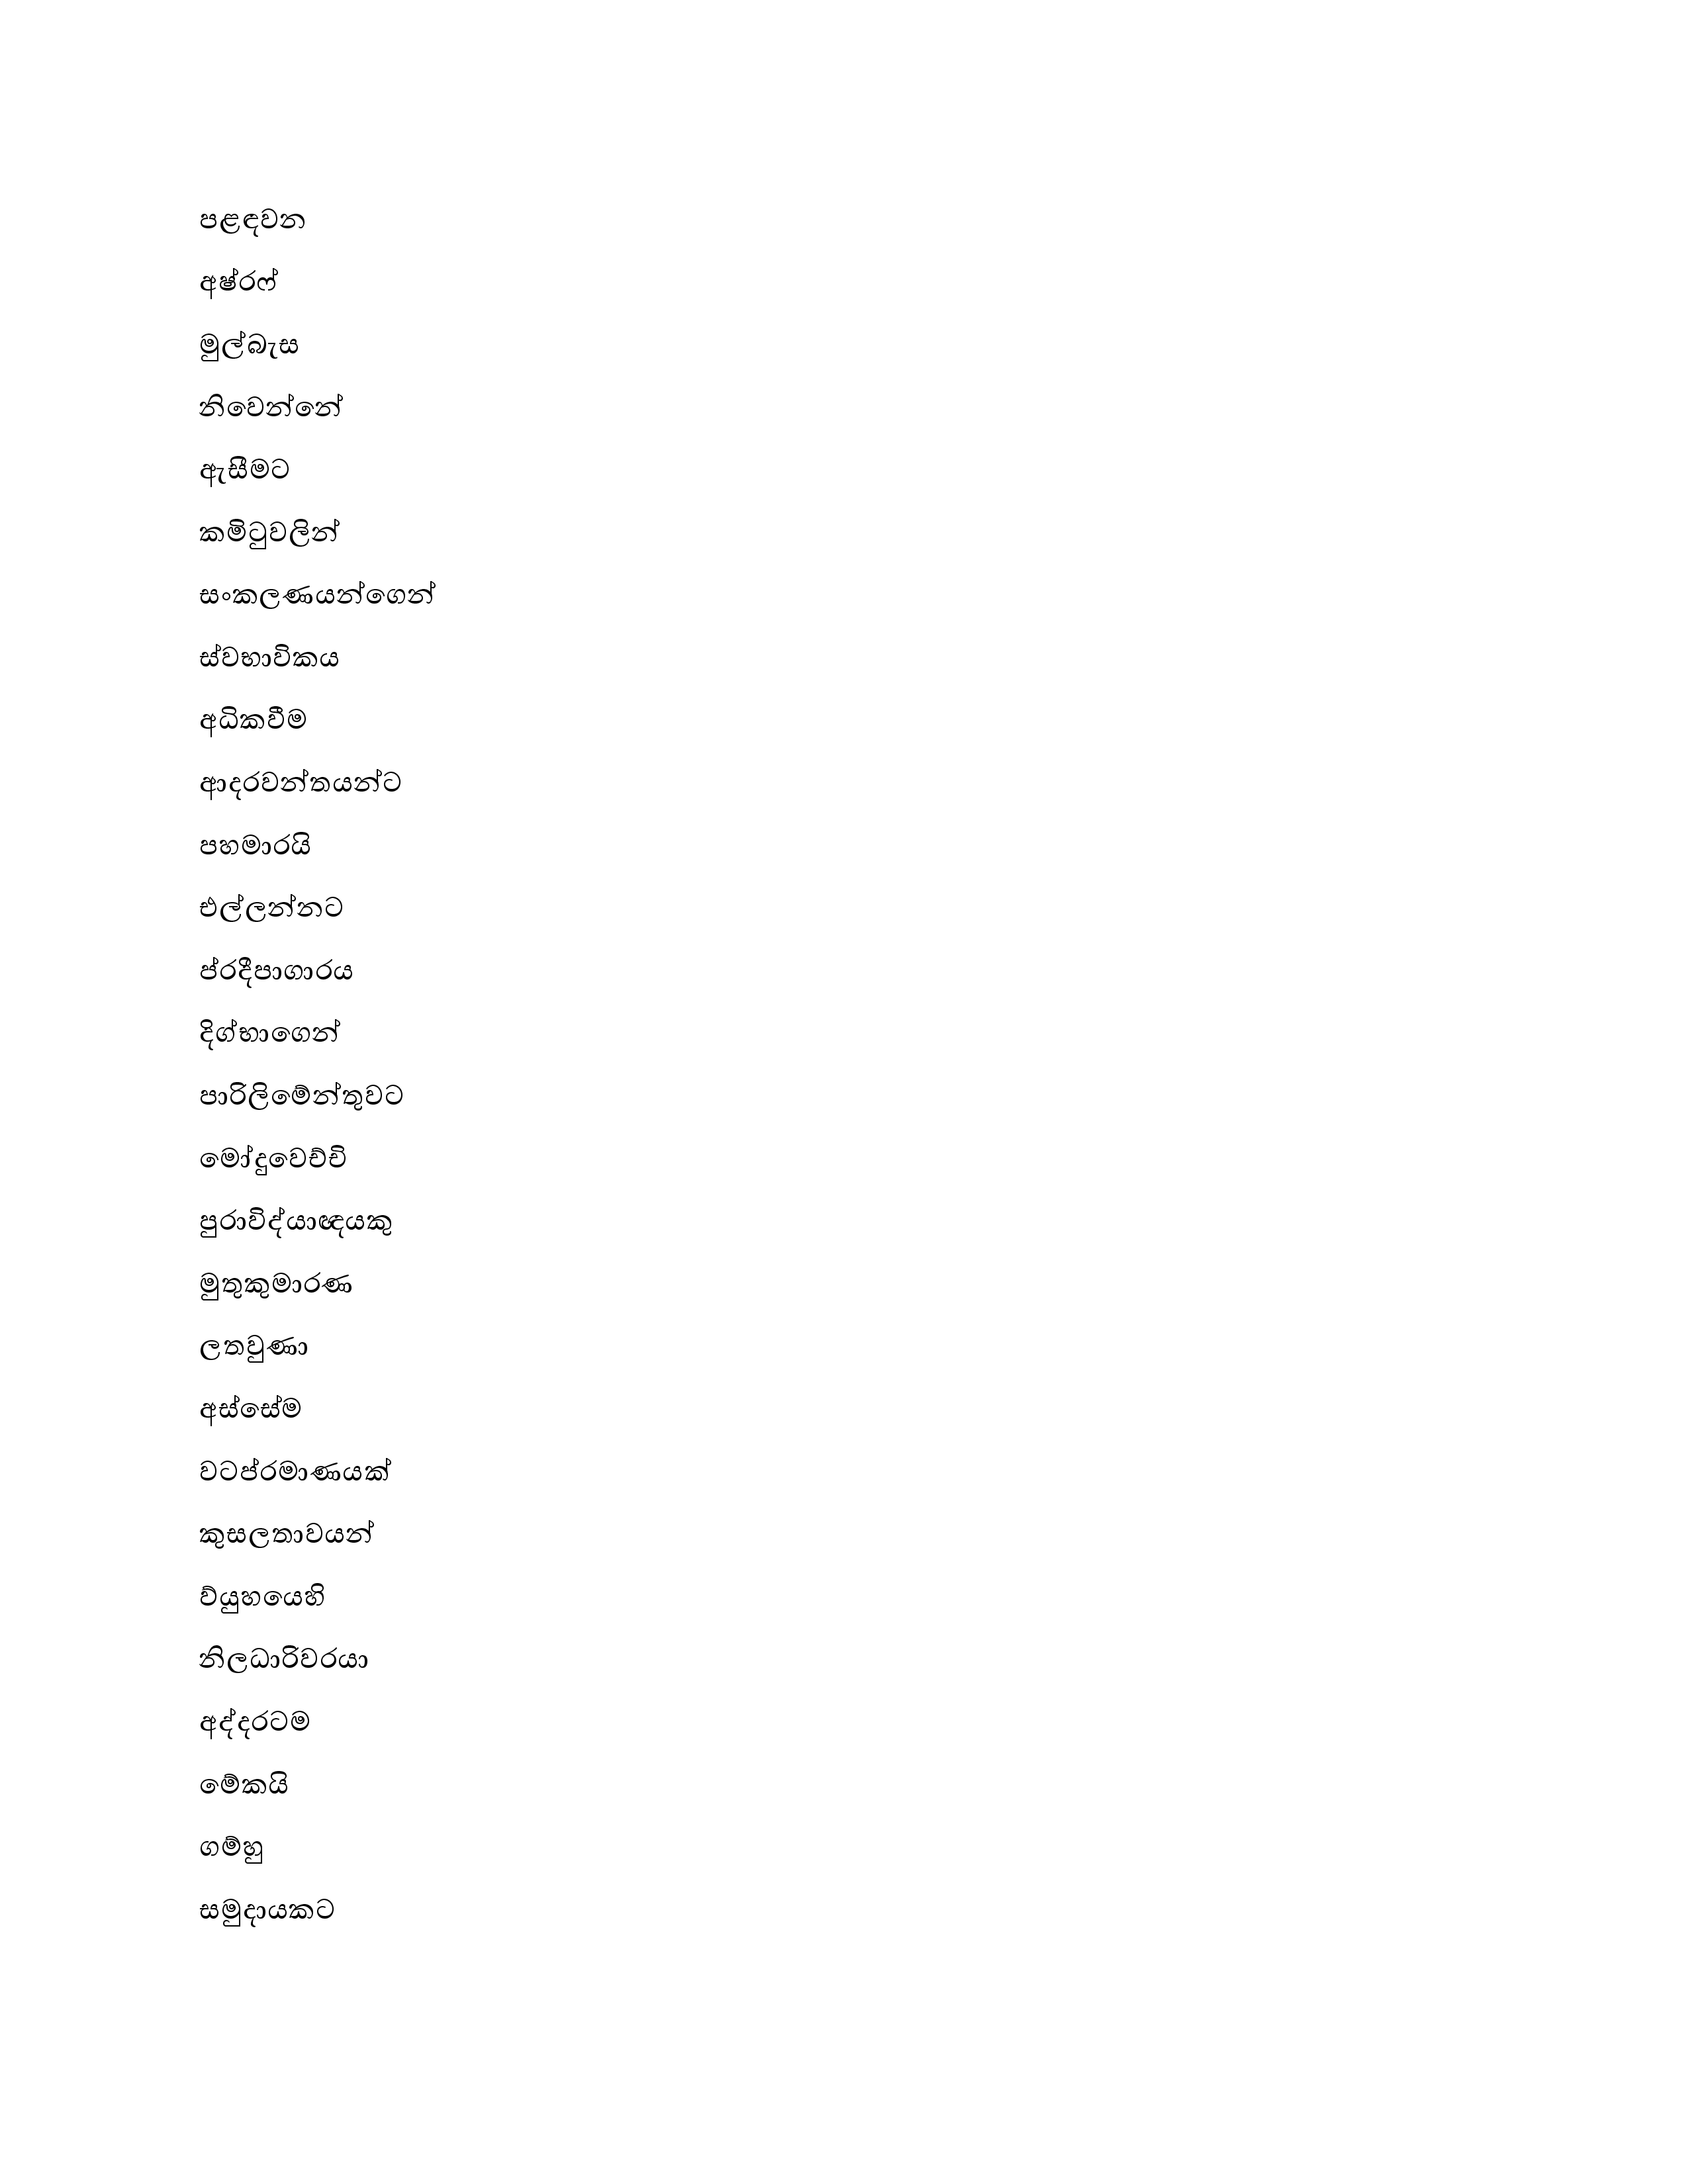 පළඳවන
අෂ්රෆ්
මුල්බැස
නිවෙන්නේ
ඇසීමට
කමිටුවලින්
සංකලණයන්ගෙන්
ස්වභාවිකය
අධිකවීම
ආදරවන්තයන්ට
පහමාරයි
එල්ලන්නට
ප්රදීපාගාරය
දිග්භාගෙන්
පාරිලිමේන්තුවට
මෝදුවෙච්චි
පුරාවිද්යාඥයකු
මුතුකුමාරණ
ලතවුණා
අස්සේම
වටප්රමාණයක්
කුසලතාවයන්
ව්යුහයෙහි
නිලධාරිවරයා
අද්දරටම
මේකයි
ගම්හු
සමුදායකට